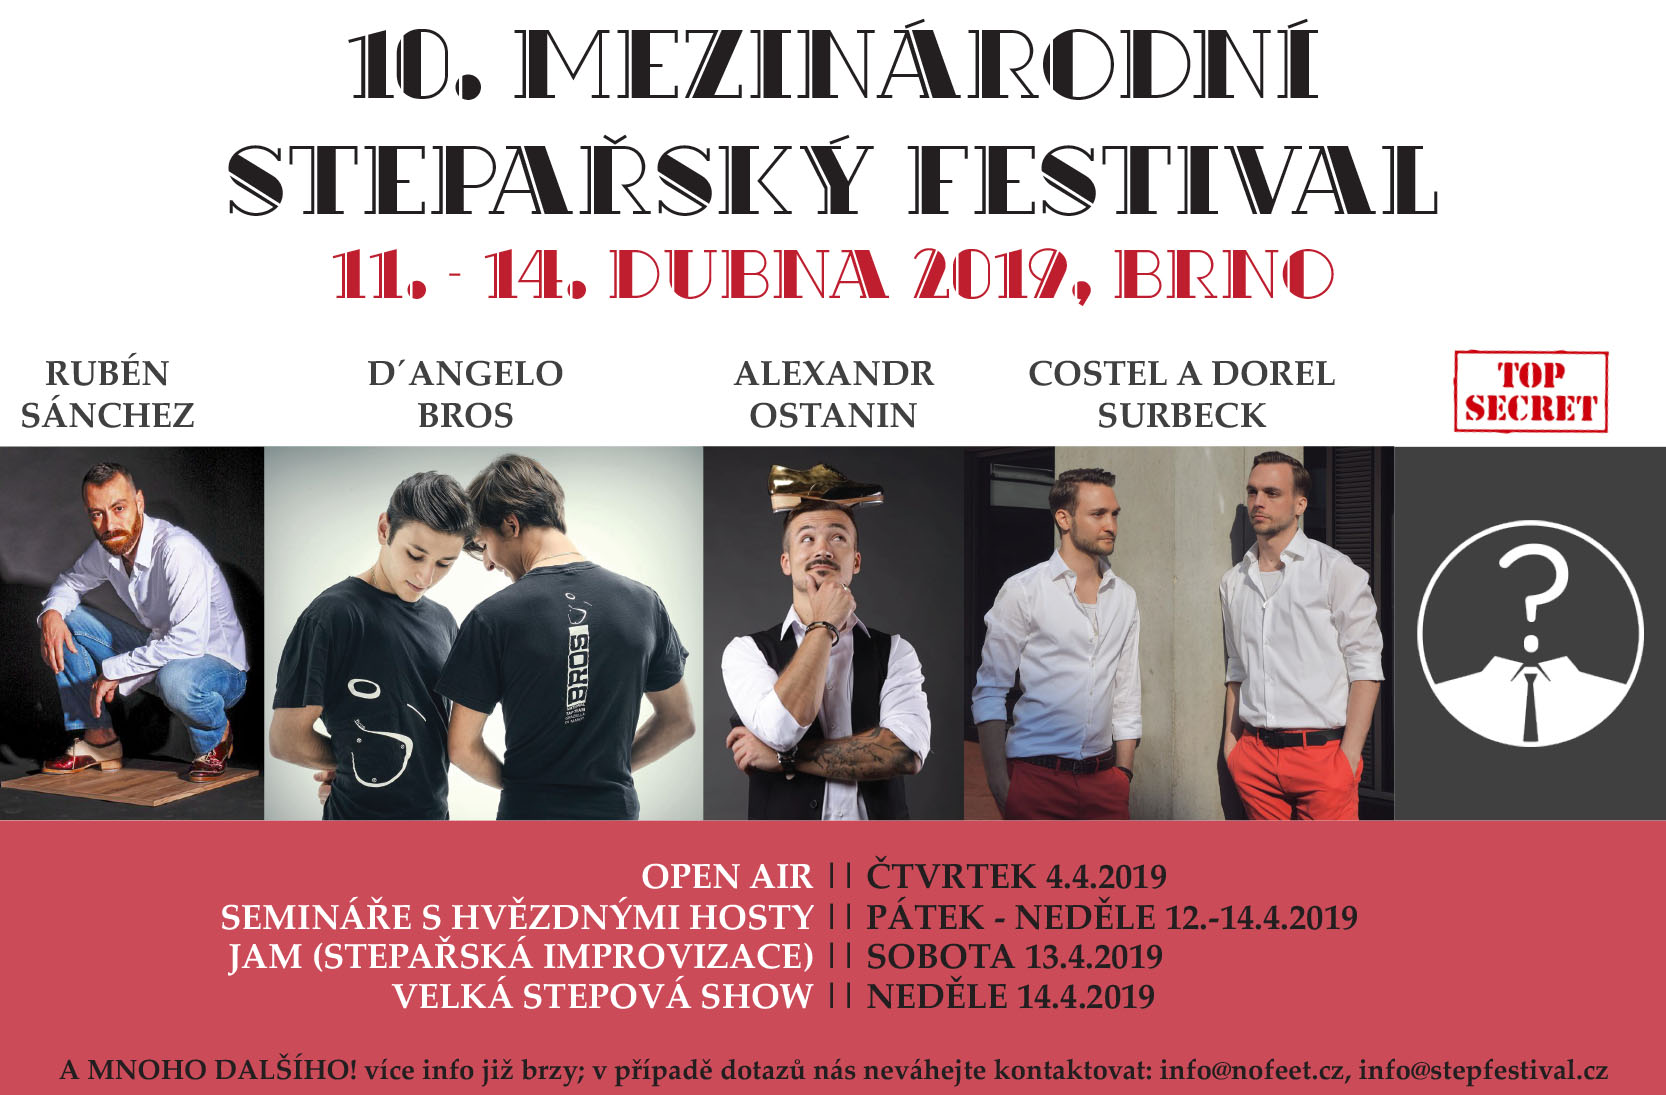 10. MEZINÁRODNÍ
STEPAŘSKÝ FESTIVAL
11. - 14. DUBNA 2019, BRNO
RUBÉN
SÁNCHEZ
D´ANGELO
BROS
ALEXANDR
OSTANIN
COSTEL A DOREL
SURBECK
TOP
SECRET
BROS
?
OPEN AIR || ČTVRTEK 4.4.2019
SEMINÁŘE S HVĚZDNÝMI HOSTY || PÁTEK - NEDĚLE 12.-14.4.2019
JAM (STEPAŘSKÁ IMPROVIZACE) || SOBOTA 13.4.2019
VELKÁ STEPOVÁ SHOW || NEDĚLE 14.4.2019
A MNOHO DALŠÍHO! více info již brzy; v případě dotazů nás neváhejte kontaktovat: info@nofeet.cz, info@stepfestival.cz